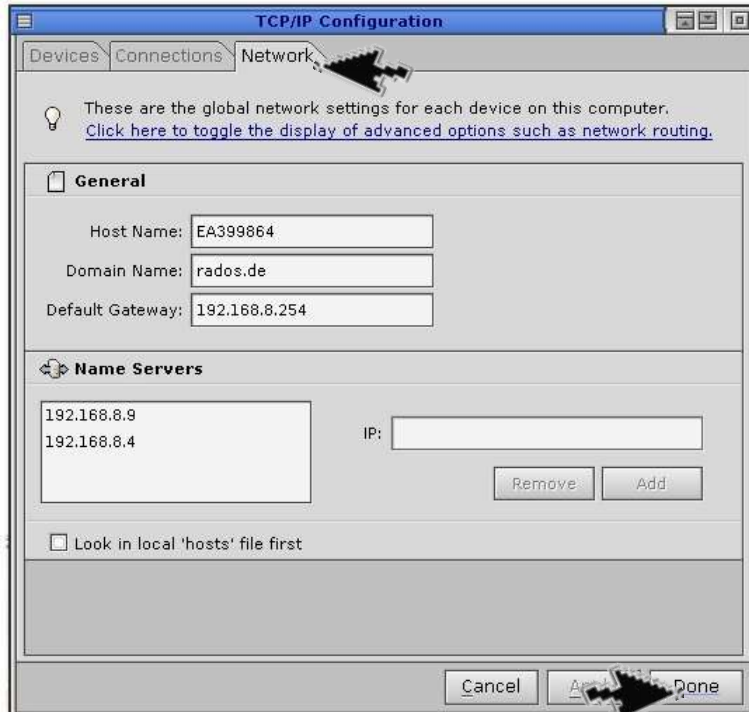 TCP/IP Configuration
Devices Connections Network
These are the global network settings for each device on this computer.
Click here to toggle the display of advanced options such as network routing.
General
Host Name: EA399864
Domain Name: rados.de
Default Gateway: 192.168.8.254
Name Servers
192.168.8.9
192.168.8.4
IP:
Remove Add
Look in local 'hosts' file first
Cancel Done